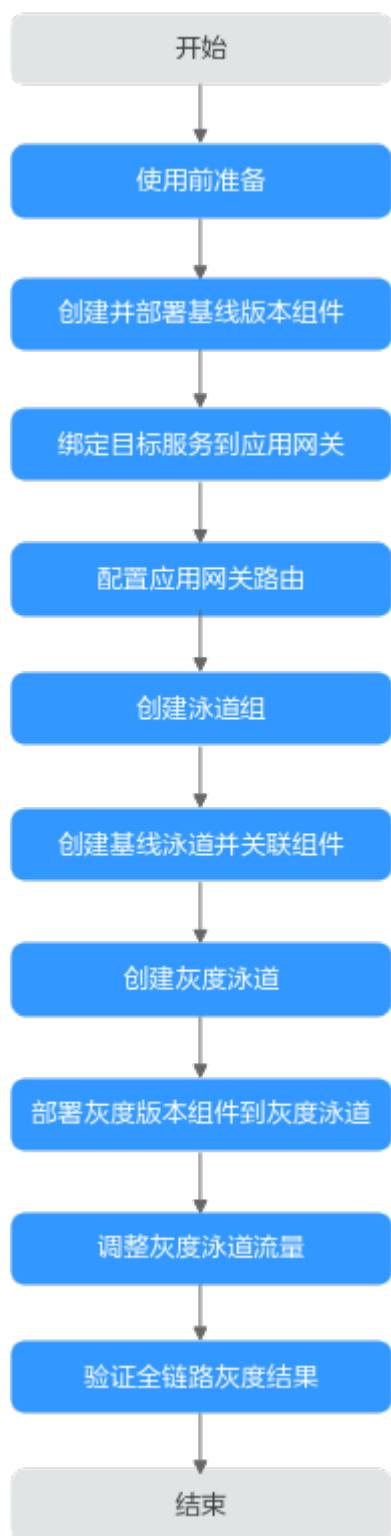 开始
使用前准备
创建并部署基线版本组件
绑定目标服务到应用网关
配置应用网关路由
创建泳道组
创建基线泳道并关联组件
创建灰度泳道
部署灰度版本组件到灰度泳道
调整灰度泳道流量
验证全链路灰度结果
结束